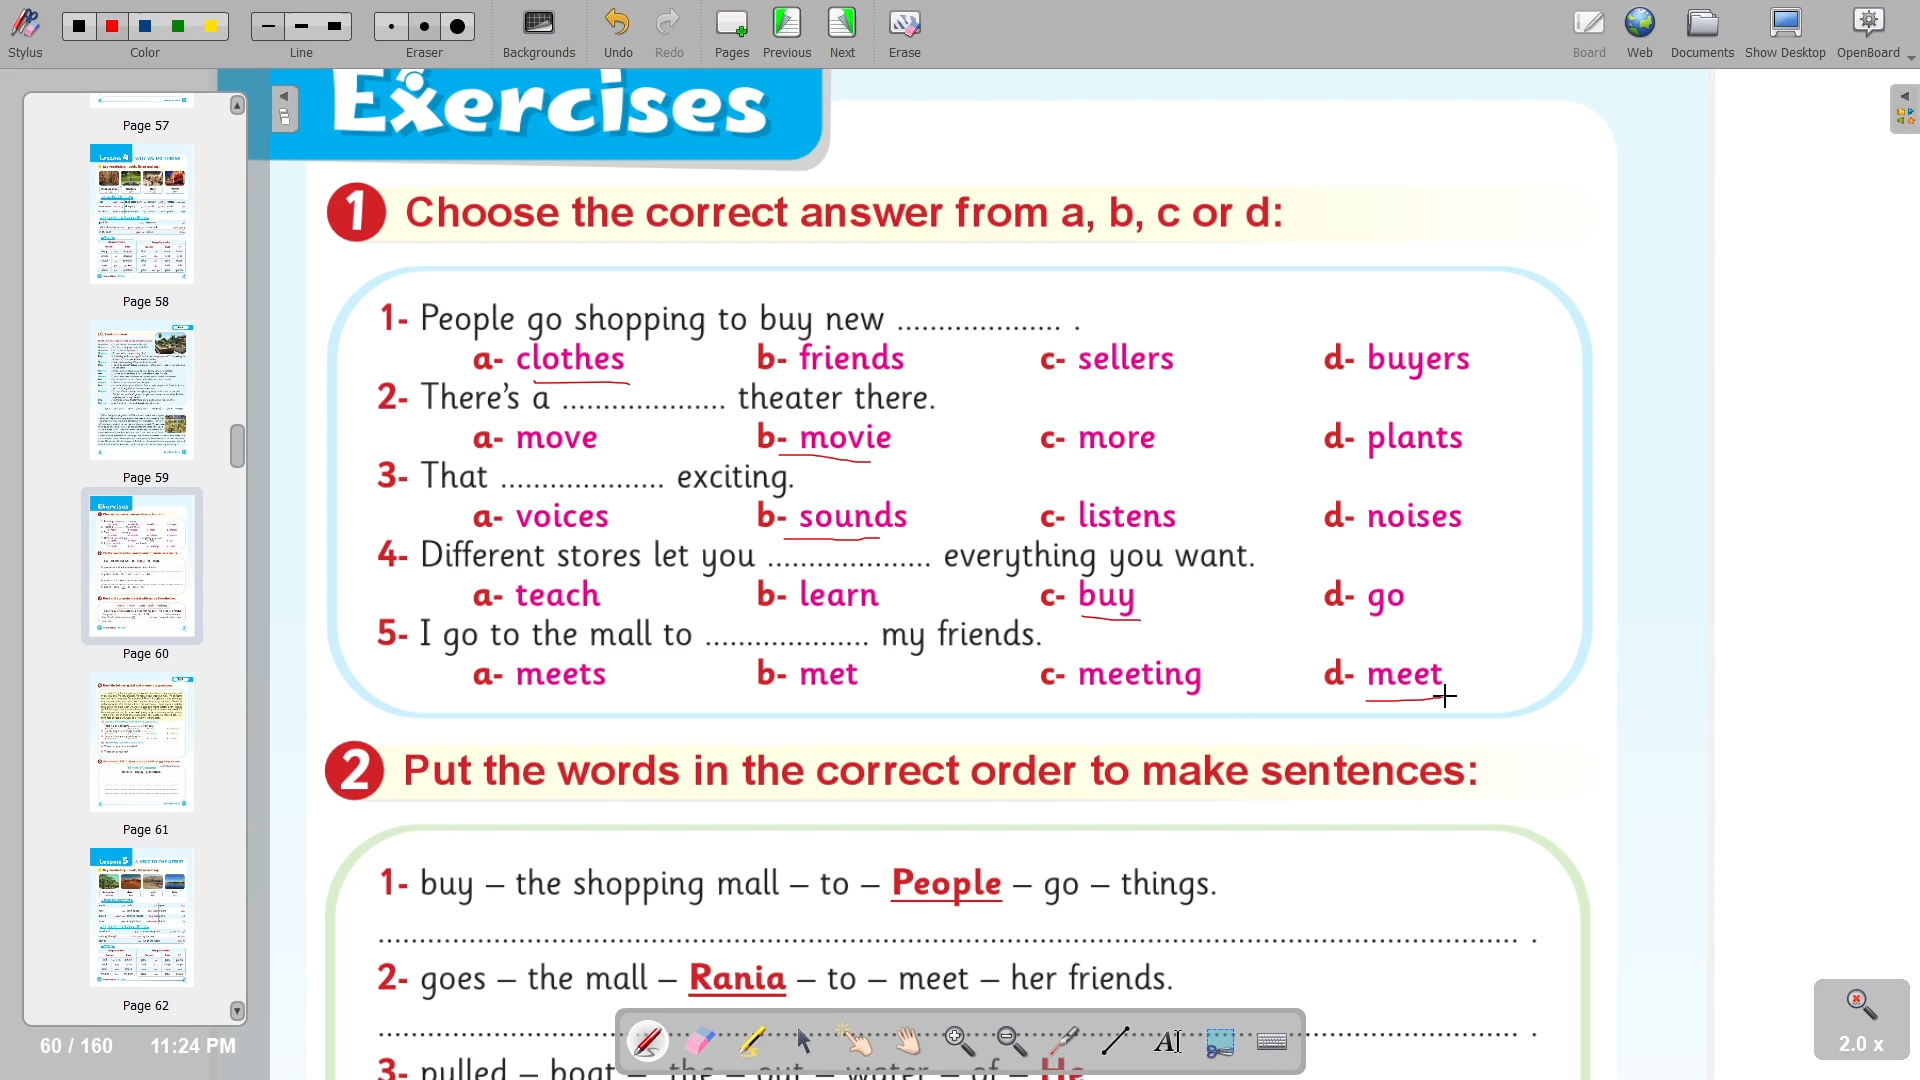 Stylus
Color
Line
Eraser
Backgrounds
Undo
Redo
Pages
Previous
Next
Erase
Board
Web
Documents
Show Desktop
OpenBoard
Page 57
Page 58
Page 59
Page 60
Page 61
Page 62
60 / 160 11:24 PM
Exercises
1 Choose the correct answer from a, b, c or d:
1- People go shopping to buy new .................... .
a- clothes b- friends c- sellers d- buyers
2- There's a .................... theater there.
a- move b- movie c- more d- plants
3- That .................... exciting.
a- voices b- sounds c- listens d- noises
4- Different stores let you .................... everything you want.
a- teach b- learn c- buy d- go
5- I go to the mall to .................... my friends.
a- meets b- met c- meeting d- meet
2 Put the words in the correct order to make sentences:
1- buy – the shopping mall – to – People – go – things.
2- goes – the mall – Rania – to – meet – her friends.
3- pulled – boat – the – out – water – of – He
2.0 x